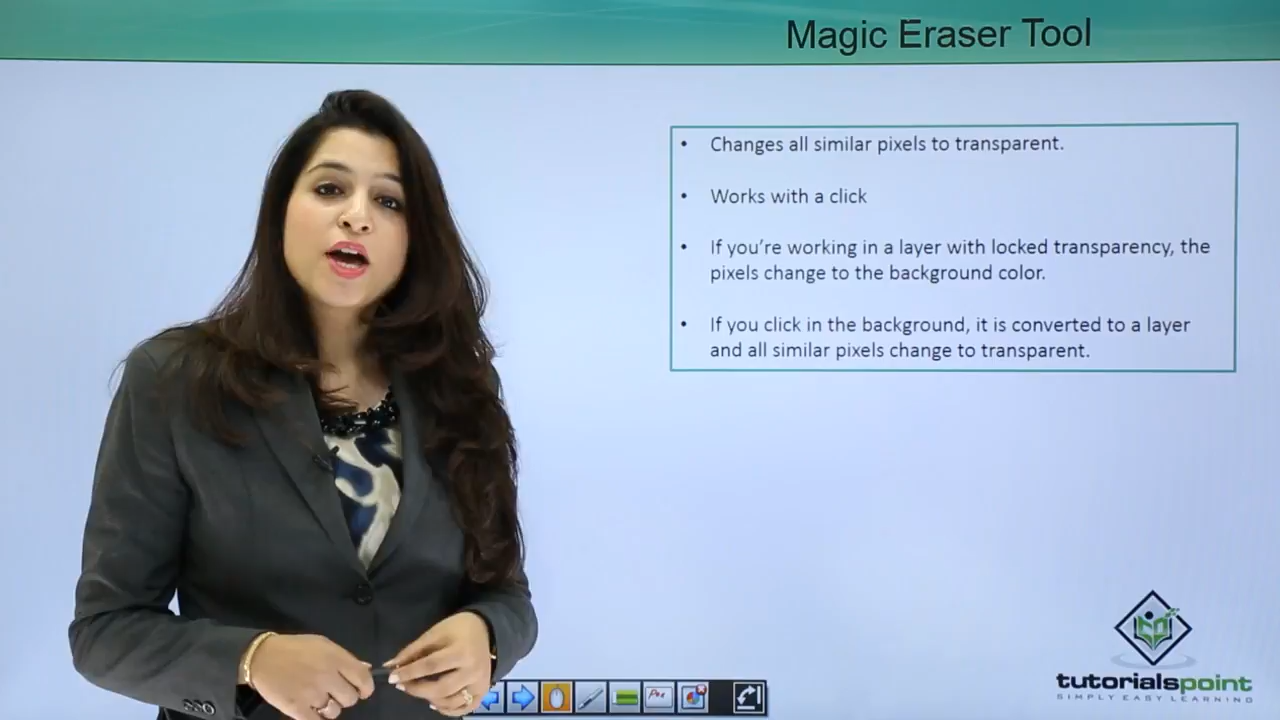 Magic Eraser Tool
• Changes all similar pixels to transparent.
• Works with a click
• If you’re working in a layer with locked transparency, the
pixels change to the background color.
• If you click in the background, it is converted to a layer
and all similar pixels change to transparent.
tutorialspoint
SIMPLY EASY LEARNING